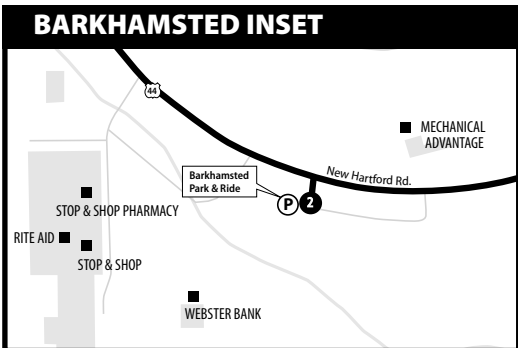 BARKHAMSTED INSET
44
MECHANICAL
ADVANTAGE
New Hartford Rd.
Barkhamsted
Park & Ride
P
2
STOP & SHOP PHARMACY
RITE AID
STOP & SHOP
WEBSTER BANK